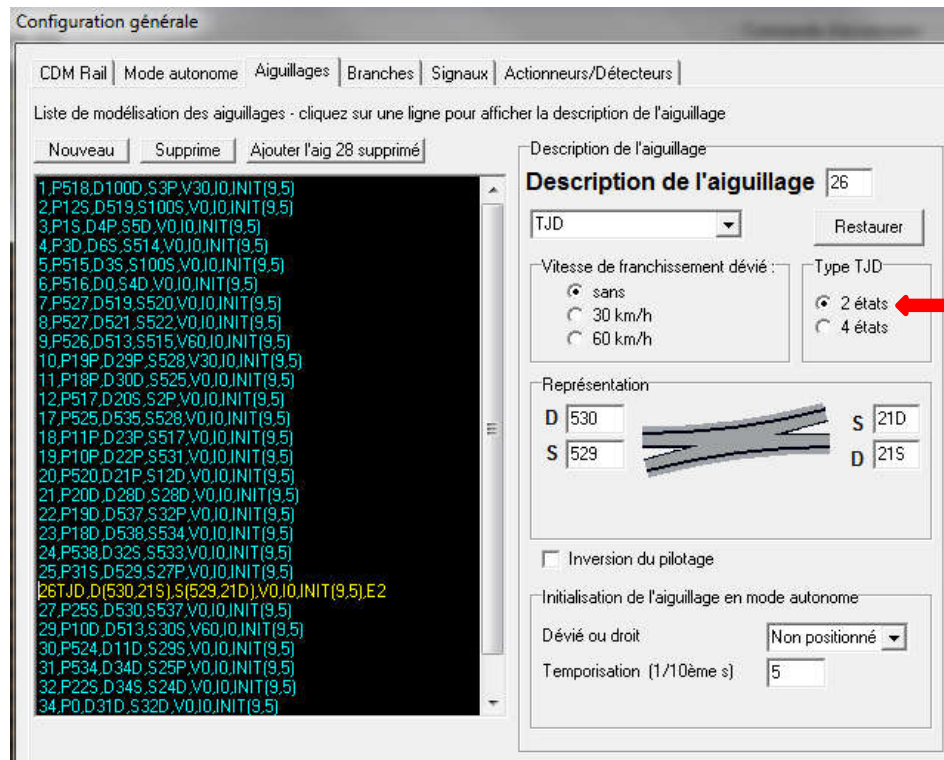 Configuration générale
CDM Rail Mode autonome Aiguillages Branches Signaux Actionneurs/Détecteurs
Liste de modélisation des aiguillages - cliquez sur une ligne pour afficher la description de l'aiguillage
Nouveau Supprime Ajouter l'aig 28 supprimé
1,P518,D100D,S3P,V30,I0,INIT(9,5)
2,P12S,D519,S100S,V0,I0,INIT(9,5)
3,P1S,D4P,S5D,V0,I0,INIT(9,5)
4,P3D,D6S,S514,V0,I0,INIT(9,5)
5,P515,D3S,S100S,V0,I0,INIT(9,5)
6,P516,D0,S4D,V0,I0,INIT(9,5)
7,P527,D519,S520,V0,I0,INIT(9,5)
8,P527,D521,S522,V0,I0,INIT(9,5)
9,P526,D513,S515,V60,I0,INIT(9,5)
10,P19P,D29P,S528,V30,I0,INIT(9,5)
11,P18P,D30D,S525,V0,I0,INIT(9,5)
12,P517,D20S,S2P,V0,I0,INIT(9,5)
17,P525,D535,S528,V0,I0,INIT(9,5)
18,P11P,D23P,S517,V0,I0,INIT(9,5)
19,P10P,D22P,S531,V0,I0,INIT(9,5)
20,P520,D21P,S12D,V0,I0,INIT(9,5)
21,P20D,D28D,S28D,V0,I0,INIT(9,5)
22,P19D,D537,S32P,V0,I0,INIT(9,5)
23,P18D,D538,S534,V0,I0,INIT(9,5)
24,P538,D32S,S533,V0,I0,INIT(9,5)
25,P31S,D529,S27P,V0,I0,INIT(9,5)
26TJD,D(530,21S),S(529,21D),V0,I0,INIT(9,5),E2
27,P25S,D530,S537,V0,I0,INIT(9,5)
29,P10D,D513,S30S,V60,I0,INIT(9,5)
30,P524,D11D,S29S,V0,I0,INIT(9,5)
31,P534,D34D,S25P,V0,I0,INIT(9,5)
32,P22S,D34S,S24D,V0,I0,INIT(9,5)
34,P0,D31D,S32D,V0,I0,INIT(9,5)
Description de l'aiguillage
Description de l'aiguillage 26
TJD Restaurer
Vitesse de franchissement dévié :
sans
30 km/h
60 km/h
Type TJD
2 états
4 états
Représentation
D 530 S 21D
S 529 D 21S
Inversion du pilotage
Initialisation de l'aiguillage en mode autonome
Dévié ou droit Non positionné
Temporisation (1/10ème s) 5